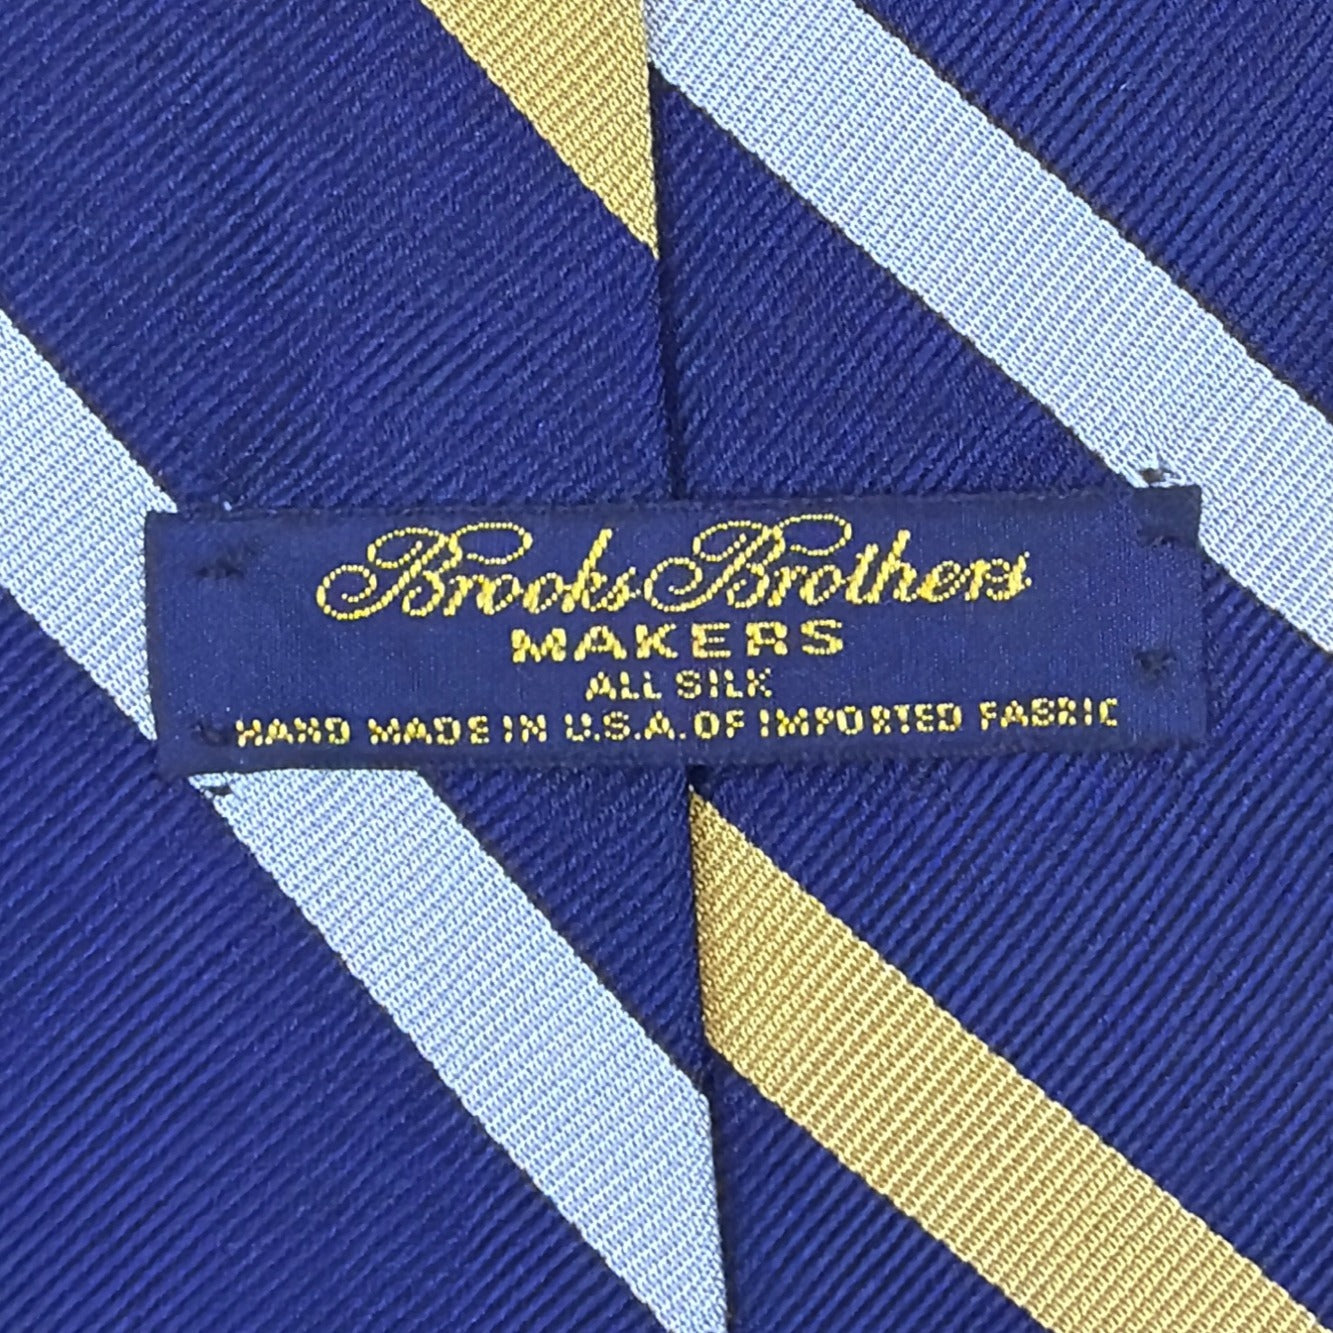 Brooks Brothers
MAKERS
ALL SILK
HAND MADE IN U.S.A. OF IMPORTED FABRIC